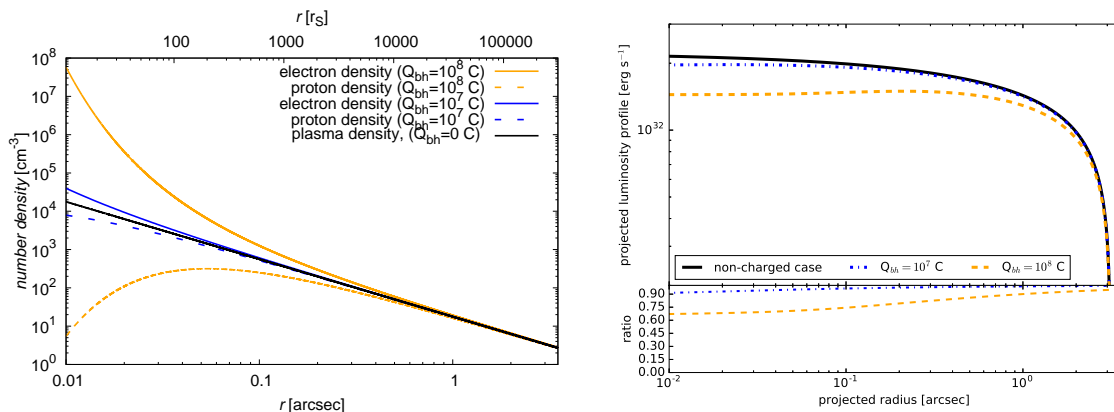 r [rS]
100 1000 10000 100000
10^8
10^7
10^6
10^5
10^4
10^3
10^2
10^1
10^0
number density [cm^-3]
electron density (Q_bh=10^8 C)
proton density (Q_bh=10^8 C)
electron density (Q_bh=10^7 C)
proton density (Q_bh=10^7 C)
plasma density, (Q_bh=0 C)
0.01 0.1 1
r [arcsec]
projected luminosity profile [erg s^-1]
10^32
non-charged case Q_bh = 10^7 C Q_bh = 10^8 C
ratio
0.90
0.75
0.60
0.45
0.30
0.15
0.00
10^-2 10^-1 10^0
projected radius [arcsec]